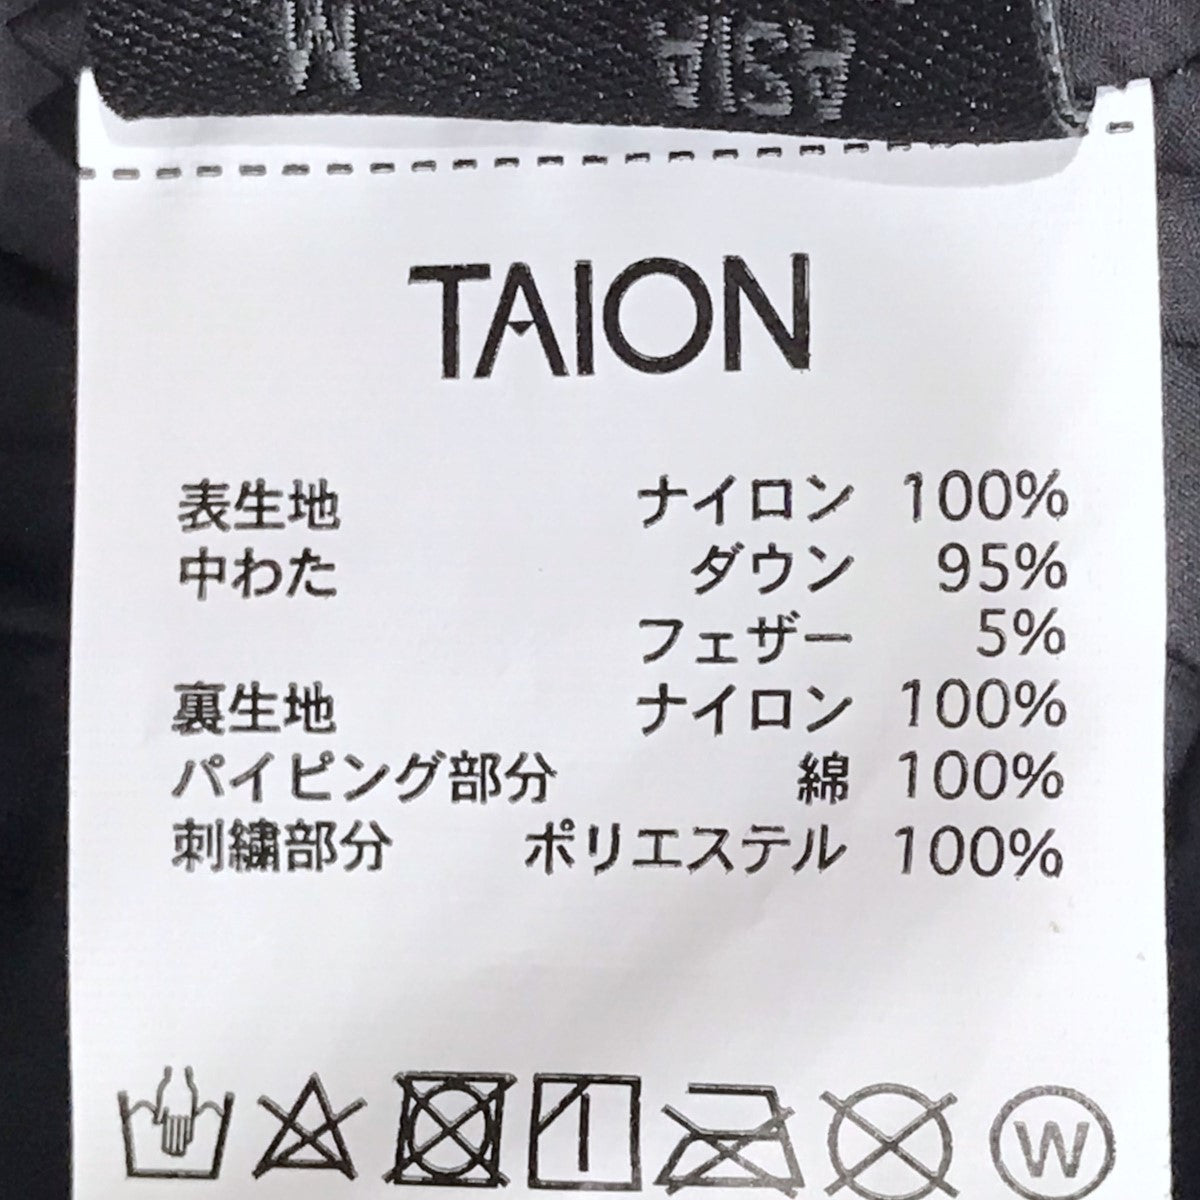 M ASIA
TAION
表生地 ナイロン 100%
中わた ダウン 95%
フェザー 5%
裏生地 ナイロン 100%
パイピング部分 綿 100%
刺繍部分 ポリエステル 100%
W